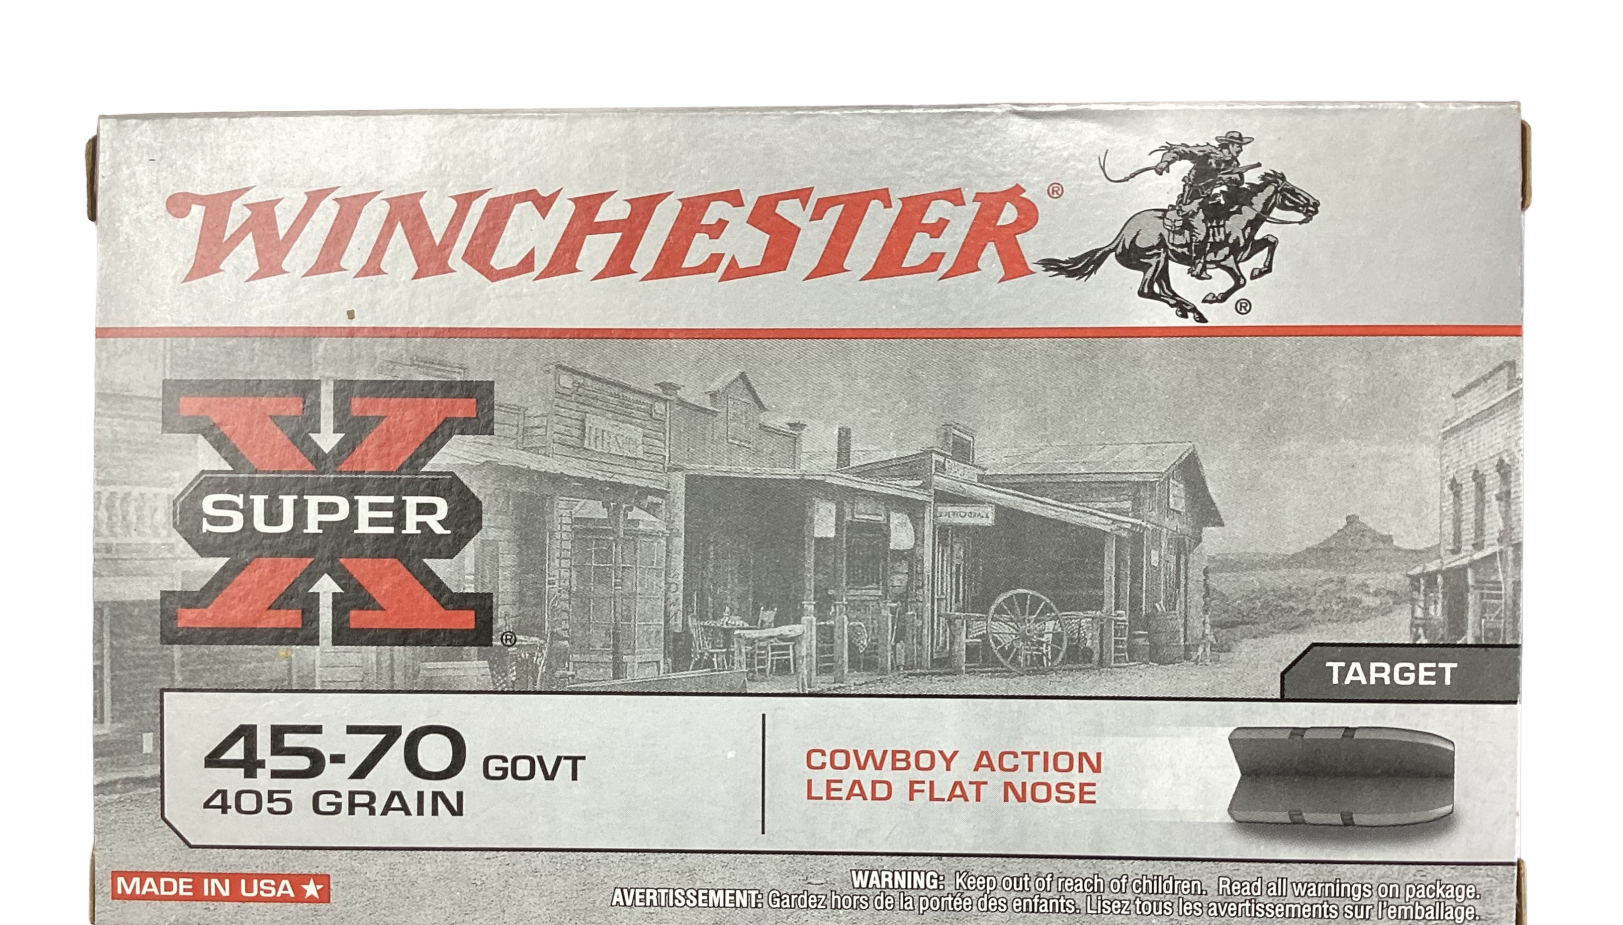 WINCHESTER®
®
SUPER X
®
TARGET
45-70 GOVT
405 GRAIN
COWBOY ACTION
LEAD FLAT NOSE
MADE IN USA
WARNING: Keep out of reach of children. Read all warnings on package.
AVERTISSEMENT: Gardez hors de la portée des enfants. Lisez tous les avertissements sur l'emballage.